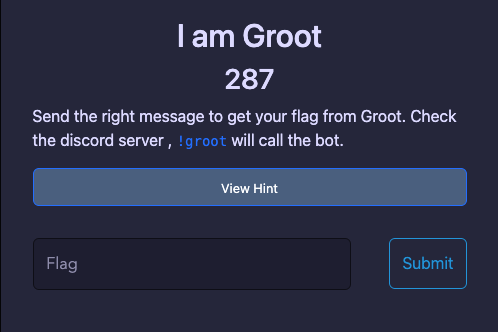 I am Groot
287
Send the right message to get your flag from Groot. Check
the discord server , !groot will call the bot.
View Hint
Flag
Submit